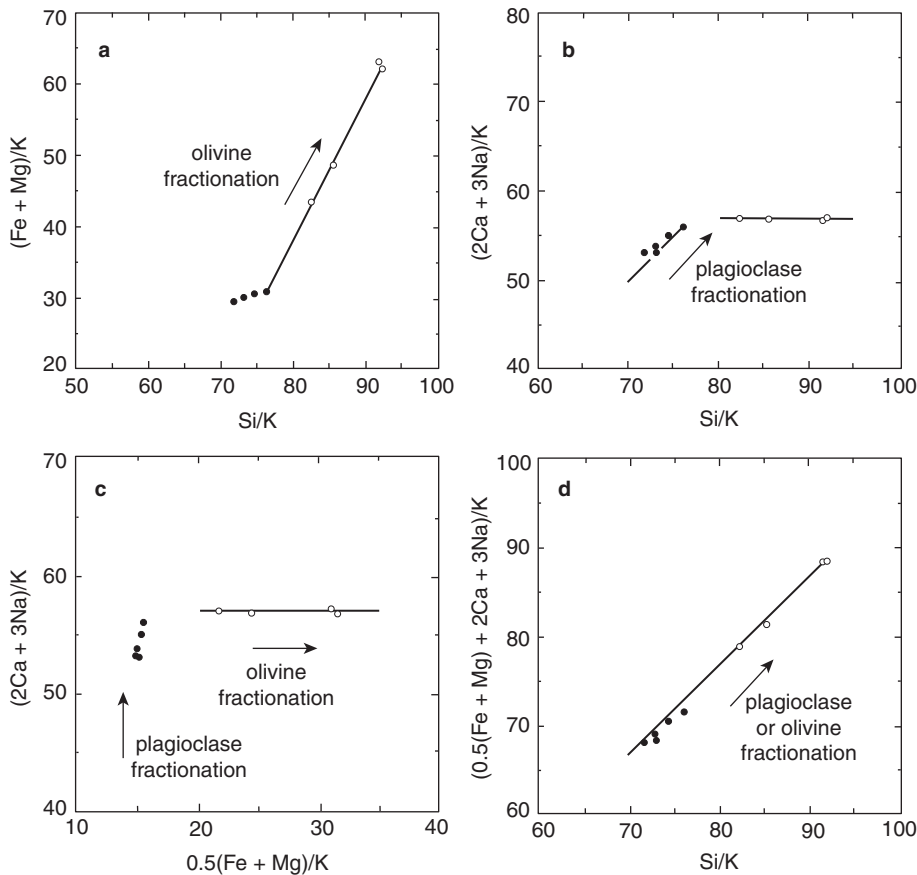 a
70
60
50
40
30
20
(Fe + Mg)/K
olivine
fractionation
50
60
70
80
90
100
Si/K
b
80
70
60
50
40
(2Ca + 3Na)/K
plagioclase
fractionation
60
70
80
90
100
Si/K
c
70
60
50
40
(2Ca + 3Na)/K
olivine
fractionation
plagioclase
fractionation
10
20
30
40
0.5(Fe + Mg)/K
d
100
90
80
70
60
(0.5(Fe + Mg) + 2Ca + 3Na)/K
plagioclase
or olivine
fractionation
60
70
80
90
100
Si/K